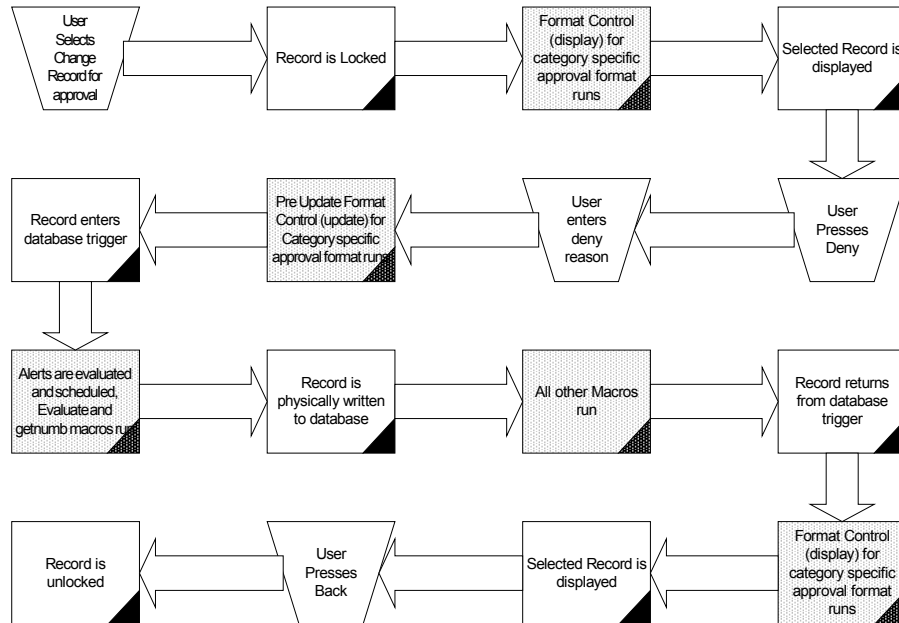 User
Selects
Change
Record for
approval
Record is Locked
Format Control
(display) for
category specific
approval format
runs
Selected Record is
displayed
User
Presses
Deny
User
enters
deny
reason
Pre Update Format
Control (update) for
Category specific
approval format runs
Record enters
database trigger
Alerts are evaluated
and scheduled,
Evaluate and
getnumb macros run
Record is
physically written
to database
All other Macros
run
Record returns
from database
trigger
Format Control
(display) for
category specific
approval format
runs
Selected Record is
displayed
User
Presses
Back
Record is
unlocked